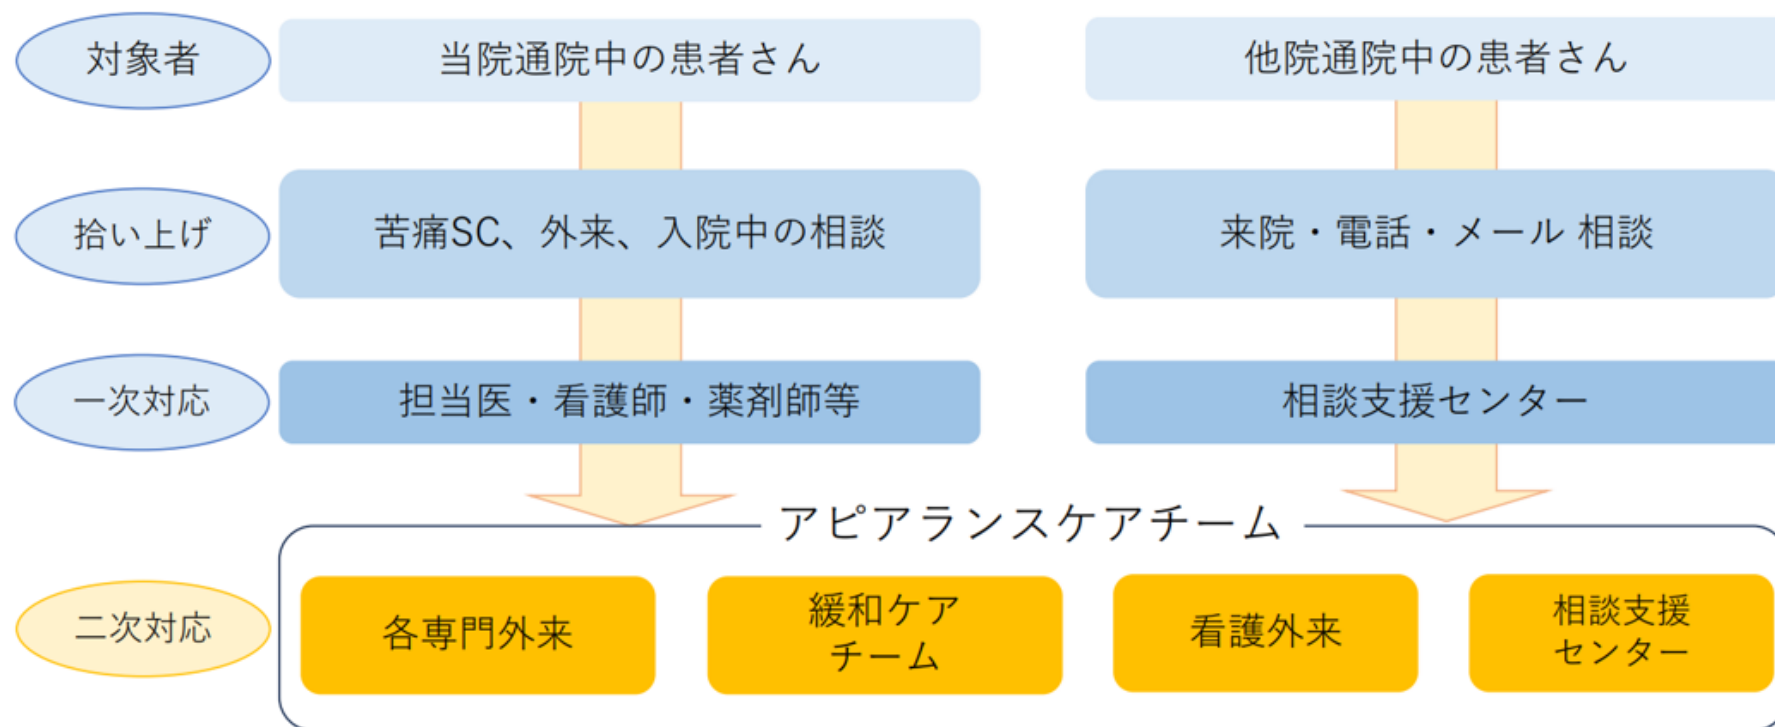 対象者
当院通院中の患者さん
他院通院中の患者さん
拾い上げ
苦痛SC、外来、入院中の相談
来院・電話・メール 相談
一次対応
担当医・看護師・薬剤師等
相談支援センター
アピアランスケアチーム
二次対応
各専門外来
緩和ケア
チーム
看護外来
相談支援
センター